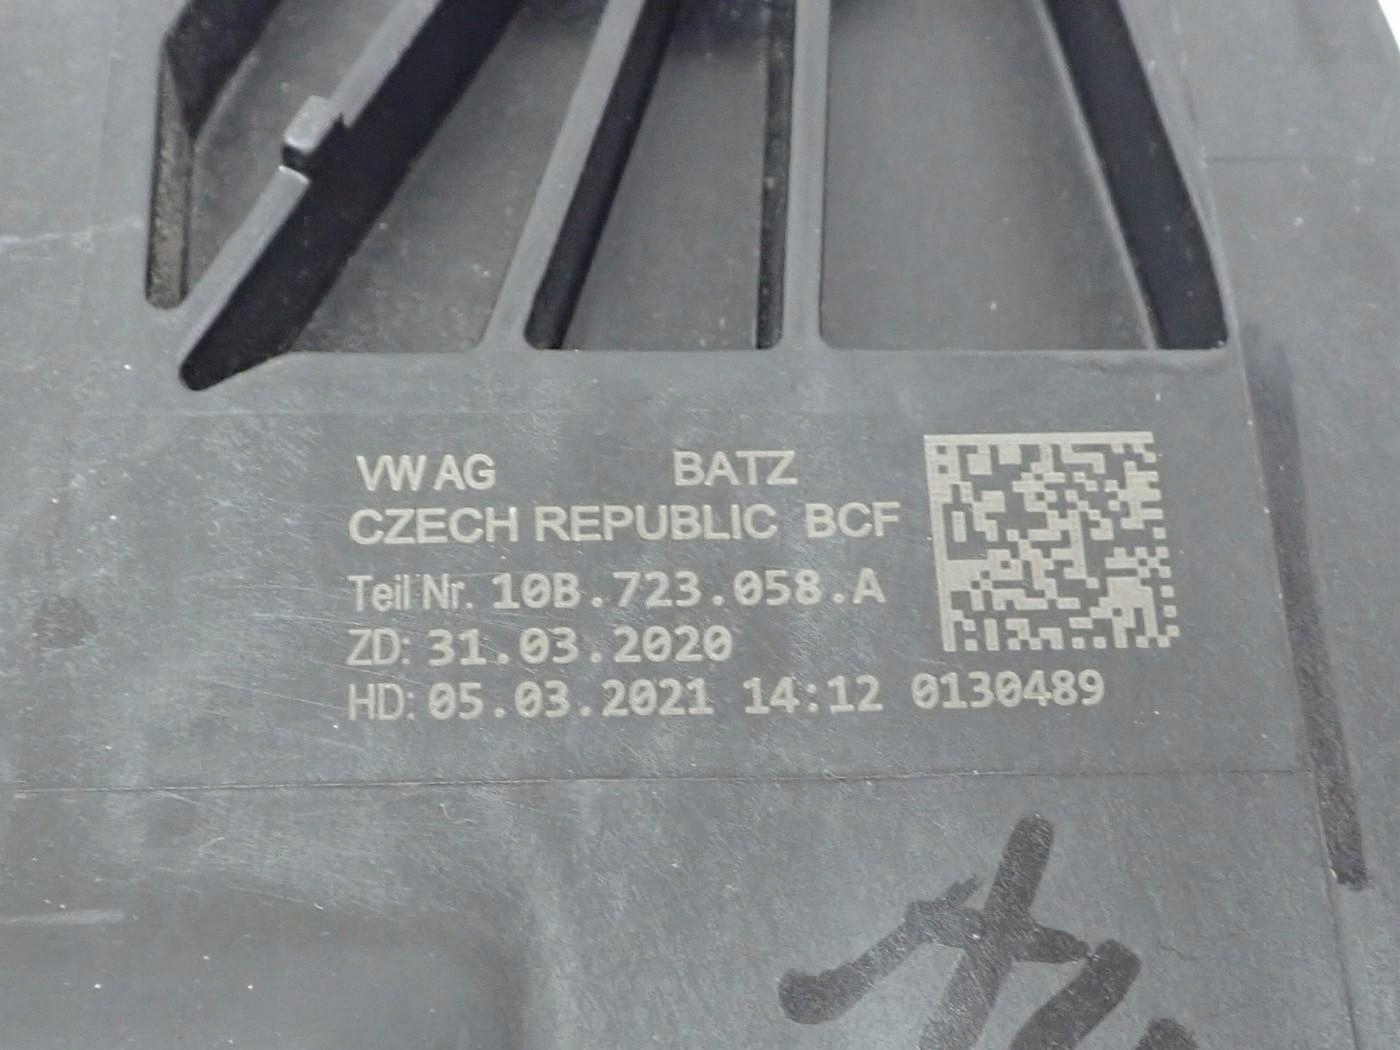 VW AG BATZ
CZECH REPUBLIC BCF
Teil Nr. 10B.723.058.A
ZD: 31.03.2020
HD: 05.03.2021 14:12 0130489